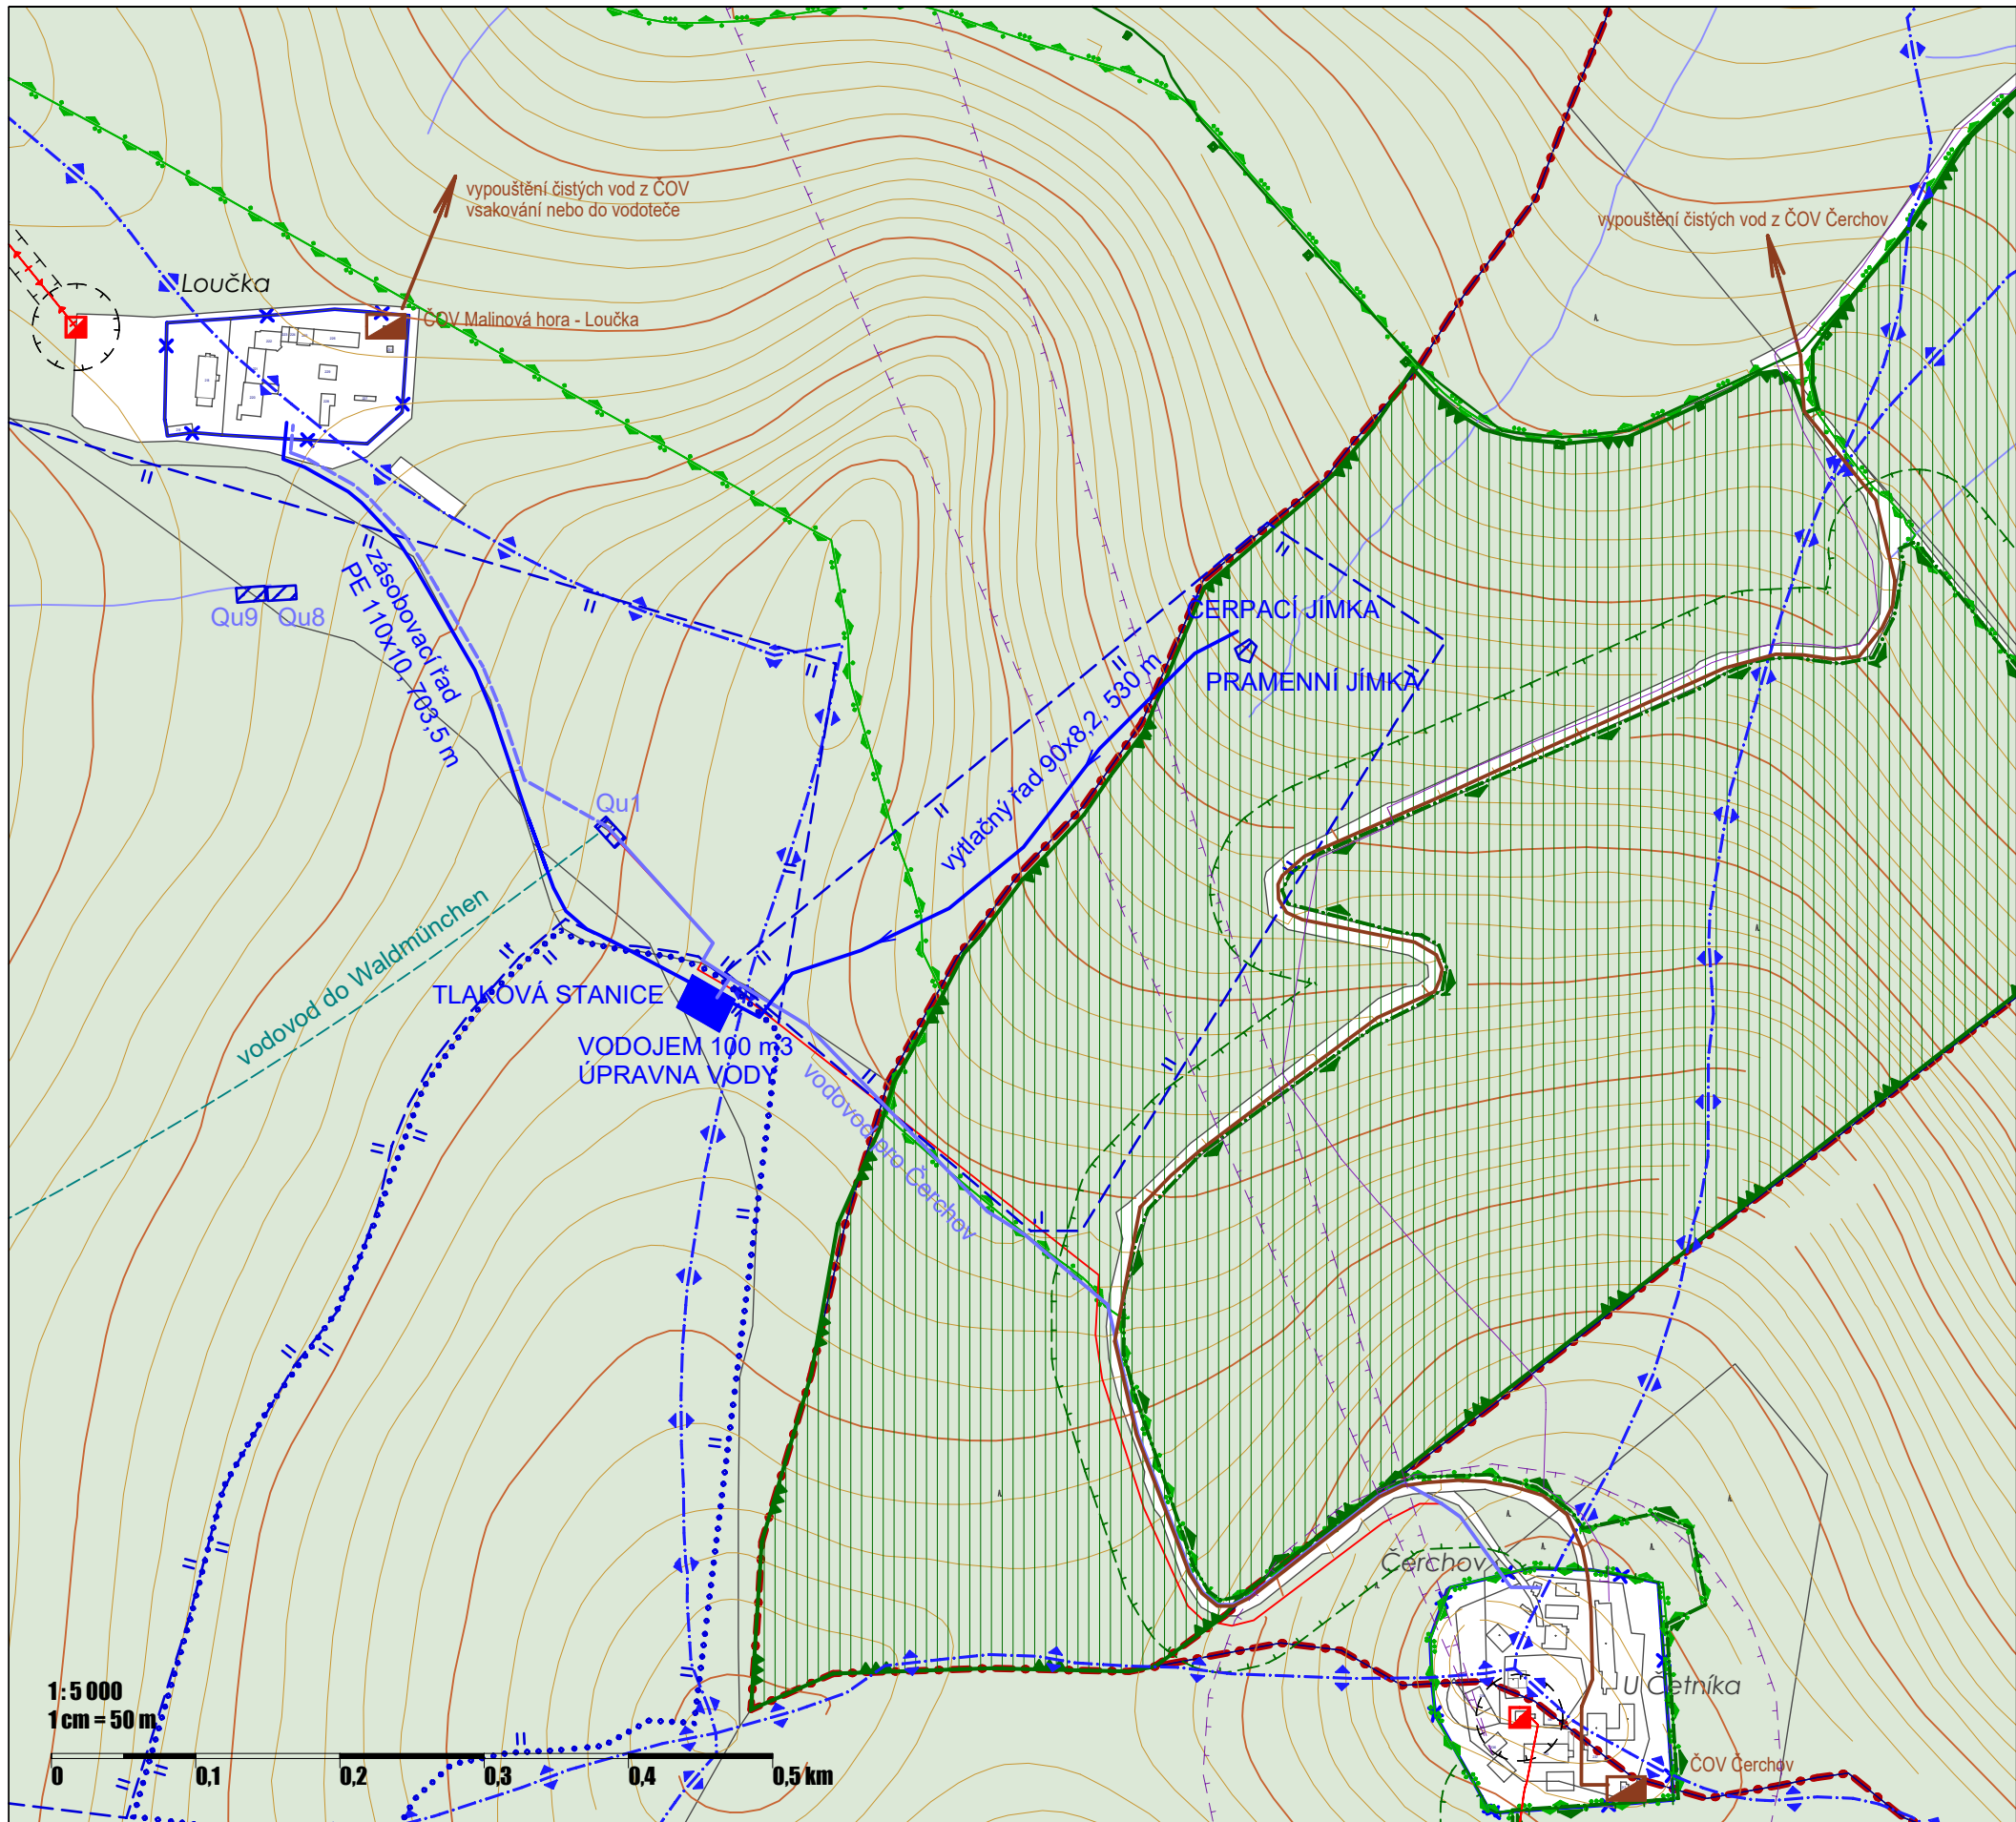 vypouštění čistých vod z ČOV
vsakování nebo do vodoteče
vypouštění čistých vod z ČOV Čerchov
Loučka
ČOV Malinová hora - Loučka
zásobovací řad
PE 110x10, 703,5 m
Qu9
Qu8
ČERPACÍ JÍMKA
PRAMENNÍ JÍMKA
výtlačný řad 90x8,2, 530 m
Qu1
vodovod do Waldmünchen
TLAKOVÁ STANICE
VODOJEM 100 m3
ÚPRAVNA VODY
vodovod pro Čerchov
Čerchov
U Četníka
ČOV Čerchov
1: 5 000
1 cm = 50 m
0 0,1 0,2 0,3 0,4 0,5 km